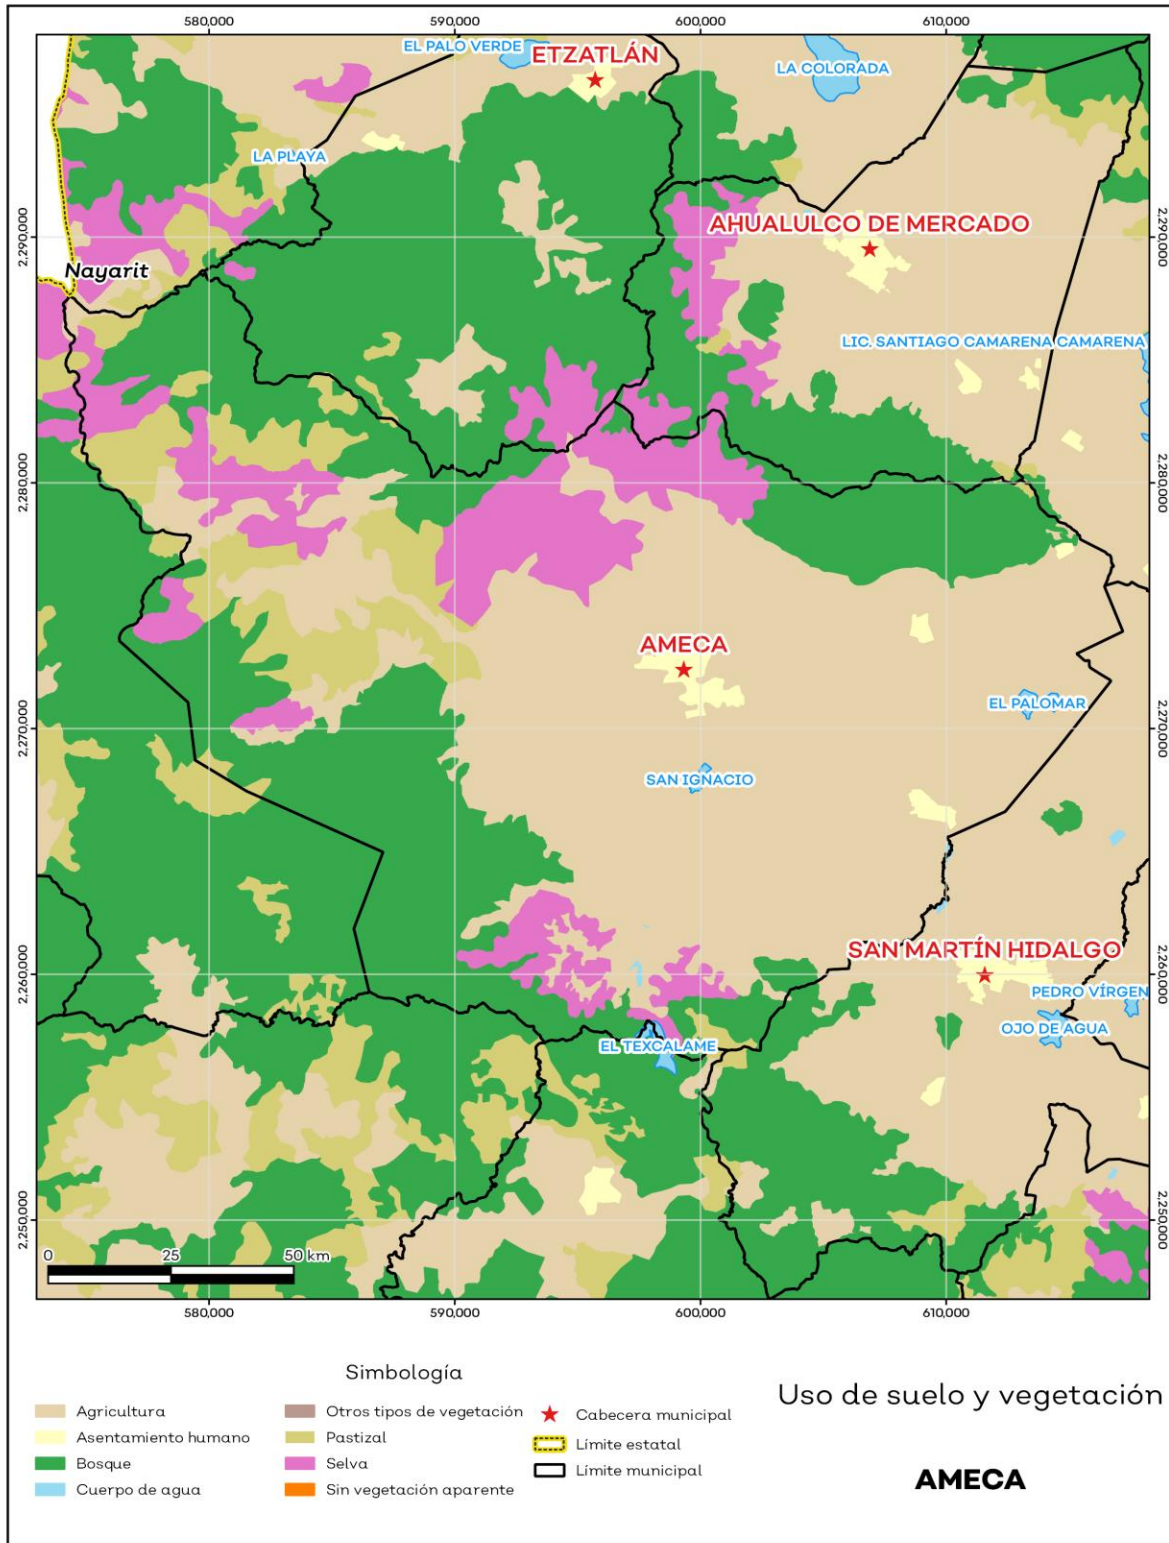 580,000
590,000
600,000
610,000
EL PALO VERDE
ETZATLÁN
LA COLORADA
LA PLAYA
AHUALULCO DE MERCADO
2,290,000
2,290,000
Nayarit
LIC. SANTIAGO CAMARENA CAMARENA
2,280,000
2,280,000
AMECA
EL PALOMAR
2,270,000
2,270,000
SAN IGNACIO
SAN MARTÍN HIDALGO
2,260,000
2,260,000
PEDRO VÍRGEN
OJO DE AGUA
EL TEXCALAME
2,250,000
2,250,000
0
25
50 km
580,000
590,000
600,000
610,000
Simbología
Agricultura
Asentamiento humano
Bosque
Cuerpo de agua
Otros tipos de vegetación
Pastizal
Selva
Sin vegetación aparente
Cabecera municipal
Límite estatal
Límite municipal
Uso de suelo y vegetación
AMECA